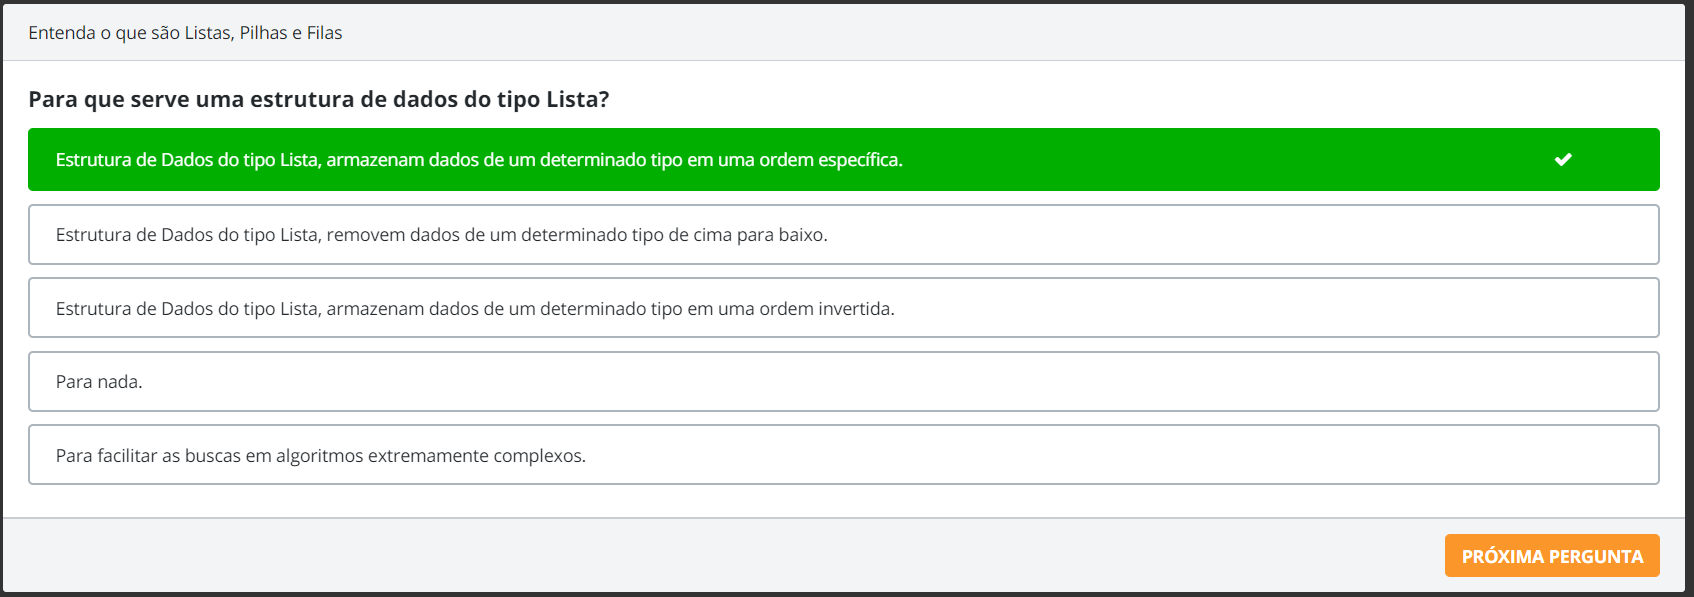 Entenda o que são Listas, Pilhas e Filas
Para que serve uma estrutura de dados do tipo Lista?
Estrutura de Dados do tipo Lista, armazenam dados de um determinado tipo em uma ordem específica.
Estrutura de Dados do tipo Lista, removem dados de um determinado tipo de cima para baixo.
Estrutura de Dados do tipo Lista, armazenam dados de um determinado tipo em uma ordem invertida.
Para nada.
Para facilitar as buscas em algoritmos extremamente complexos.
PRÓXIMA PERGUNTA